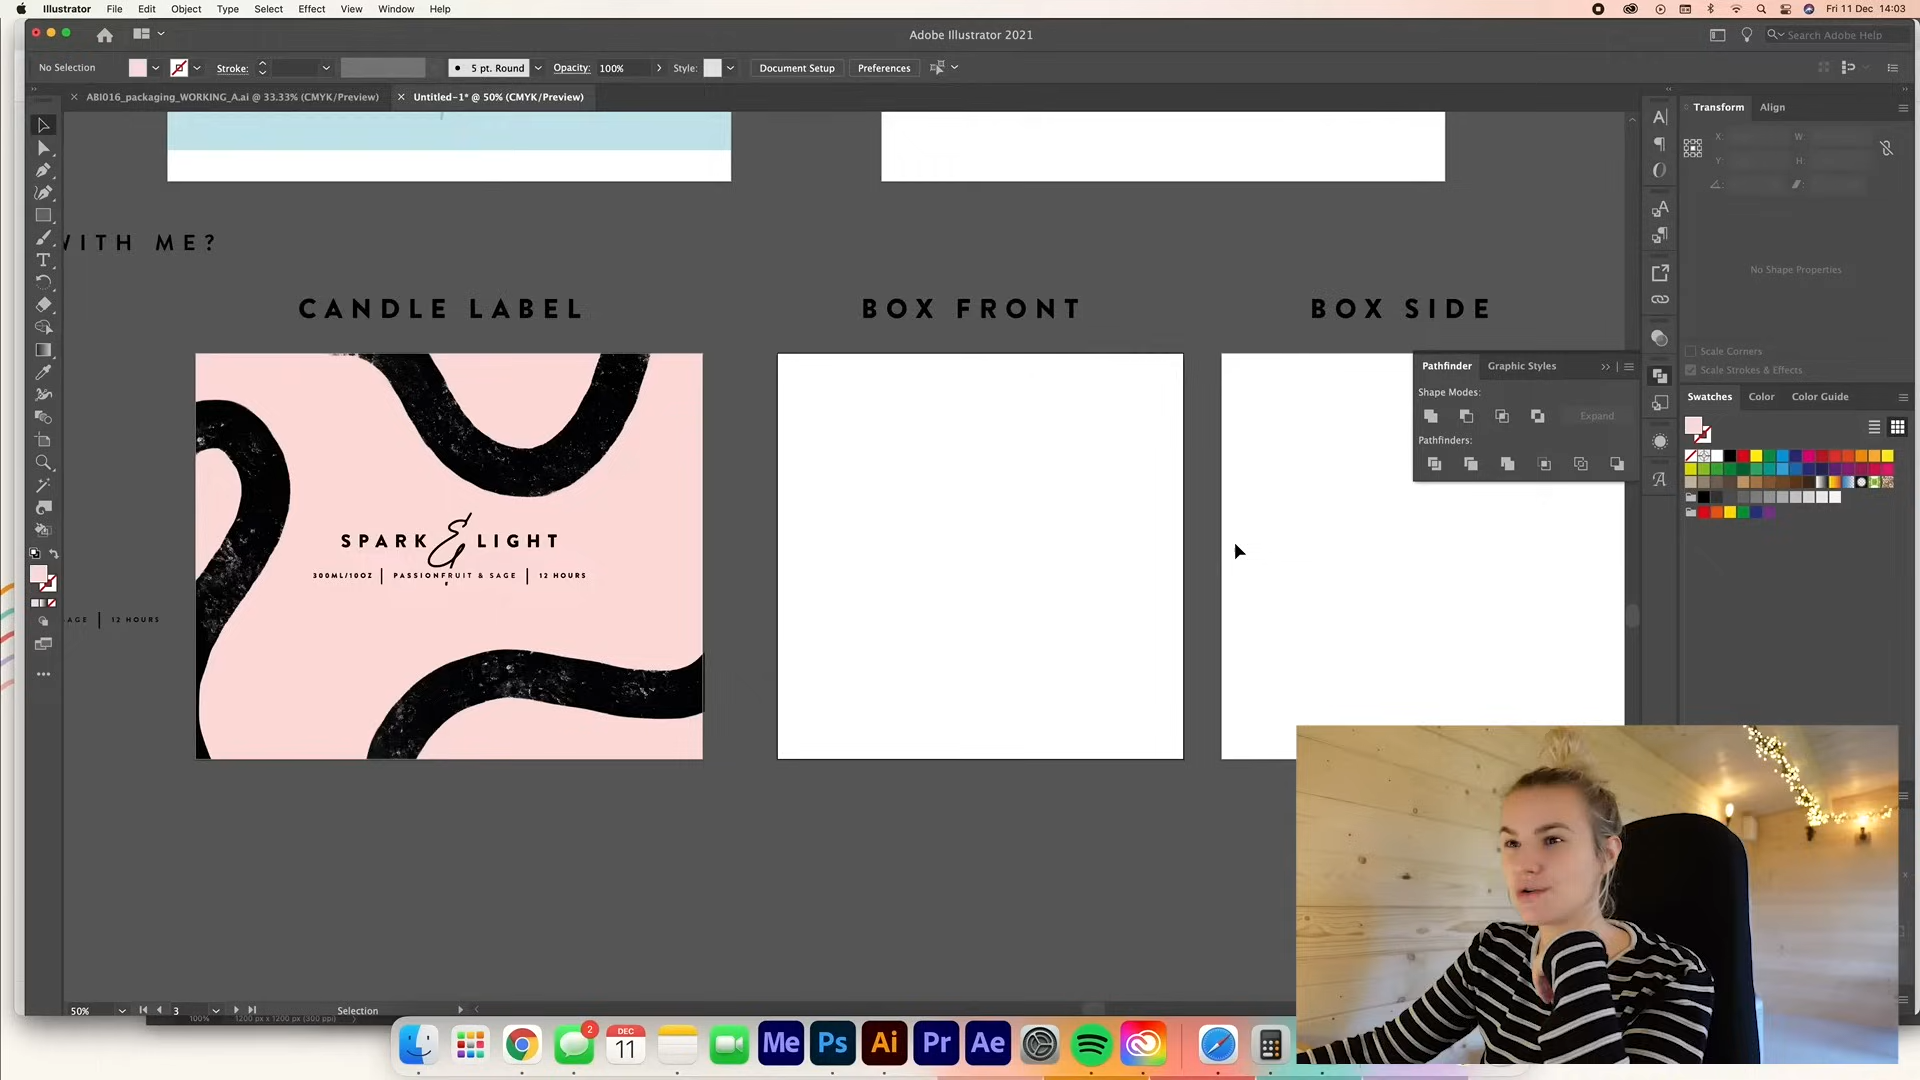 Illustrator File Edit Object Type Select Effect View Window Help
Fri 11 Dec 14:03
Adobe Illustrator 2021
Search Adobe Help
No Selection
Stroke:
5 pt. Round
Opacity: 100%
Style:
Document Setup
Preferences
ABI016_packaging_WORKING_A.ai @ 33.33% (CMYK/Preview)
Untitled-1* @ 50% (CMYK/Preview)
Transform Align
X: W:
Y: H:
No Shape Properties
WITH ME?
CANDLE LABEL
BOX FRONT
BOX SIDE
Scale Corners
Scale Strokes & Effects
Pathfinder Graphic Styles
Shape Modes:
Expand
Pathfinders:
Swatches Color Color Guide
SPARK & LIGHT
300ML/10OZ | PASSIONFRUIT & SAGE | 12 HOURS
AGE | 12 HOURS
50%
3
Selection
100% 1200 px x 1200 px (300 ppi)
2
DEC
11
Me Ps Ai Pr Ae